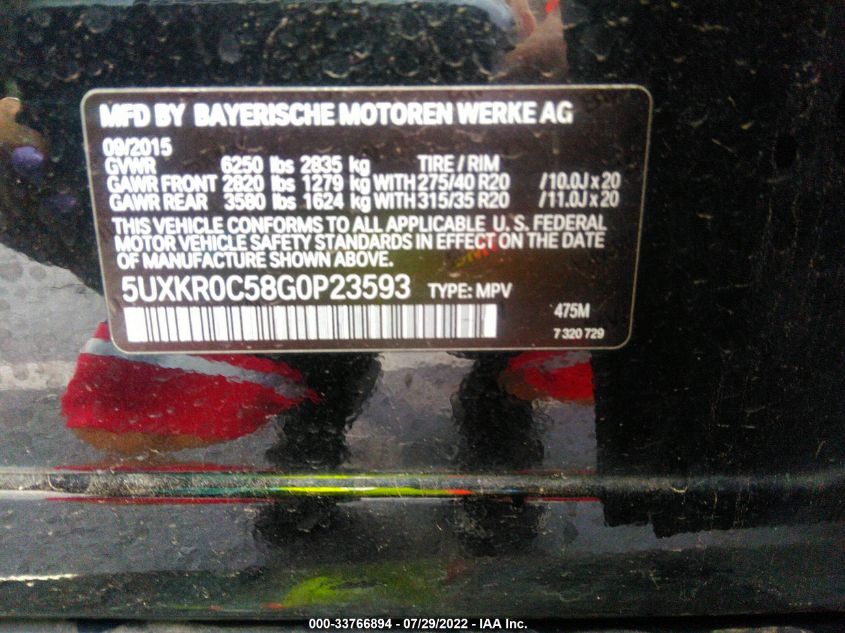 MFD BY BAYERISCHE MOTOREN WERKE AG
09/2015
GVWR 6250 lbs 2835 kg TIRE / RIM
GAWR FRONT 2820 lbs 1279 kg WITH 275/40 R20 /10.0J x 20
GAWR REAR 3580 lbs 1624 kg WITH 315/35 R20 /11.0J x 20
THIS VEHICLE CONFORMS TO ALL APPLICABLE U.S. FEDERAL
MOTOR VEHICLE SAFETY STANDARDS IN EFFECT ON THE DATE
OF MANUFACTURE SHOWN ABOVE.
5UXKR0C58G0P23593 TYPE: MPV
475M
7 320 729
000-33766894 - 07/29/2022 - IAA Inc.